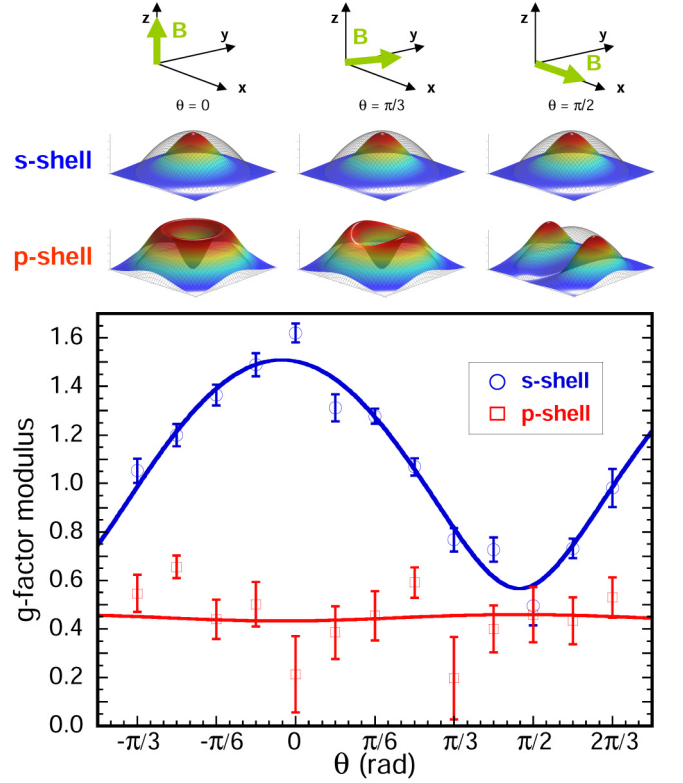 z y x B
z y x B
z y x B
θ = 0
θ = π/3
θ = π/2
s-shell
p-shell
g-factor modulus
1.6
1.4
1.2
1.0
0.8
0.6
0.4
0.2
0.0
s-shell
p-shell
-π/3 -π/6 0 π/6 π/3 π/2 2π/3
θ (rad)